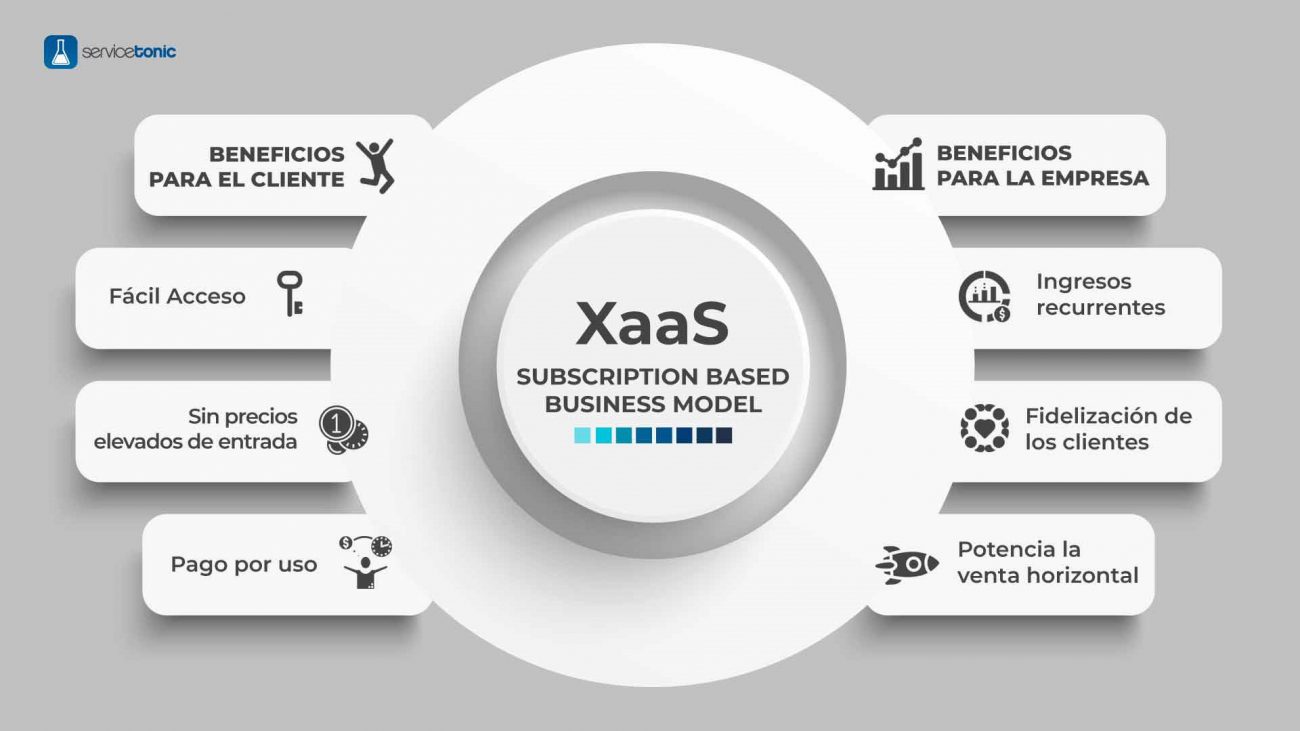 servicetonic
BENEFICIOS
PARA EL CLIENTE
Fácil Acceso
Sin precios
elevados de entrada
1
Pago por uso
$
XaaS
SUBSCRIPTION BASED
BUSINESS MODEL
BENEFICIOS
PARA LA EMPRESA
Ingresos
recurrentes
$
Fidelización de
los clientes
Potencia la
venta horizontal